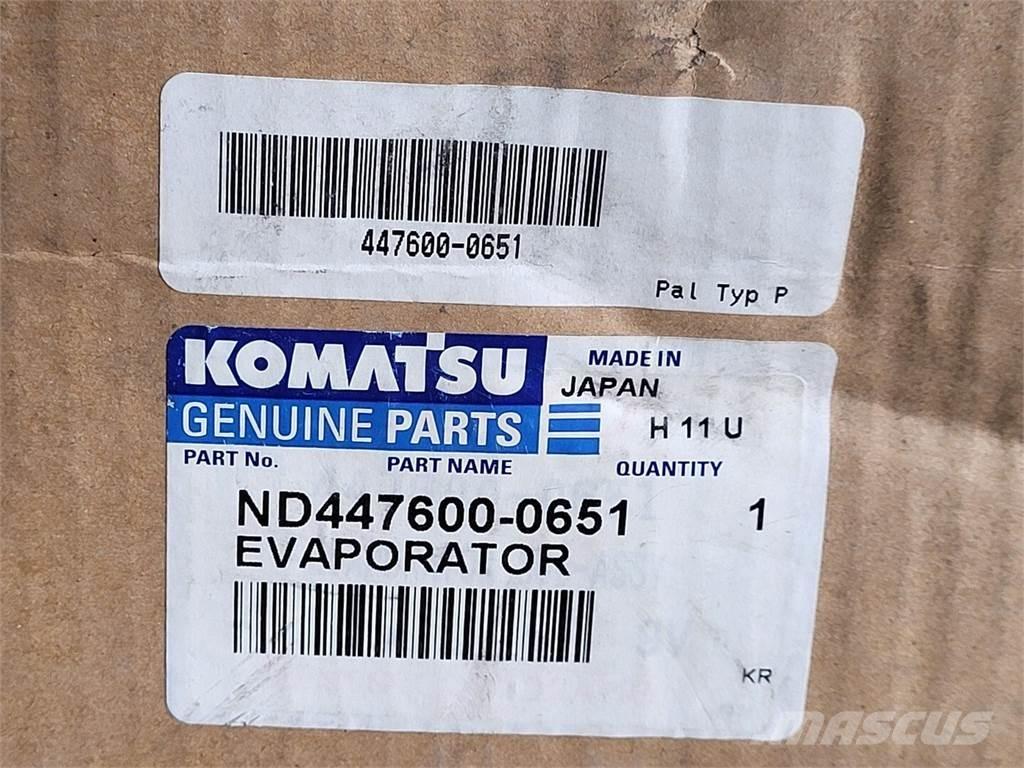 447600-0651
Pal Typ P
KOMATSU
GENUINE PARTS
MADE IN
JAPAN
H 11 U
PART No. PART NAME QUANTITY
ND447600-0651 1
EVAPORATOR
KR
MASCUS